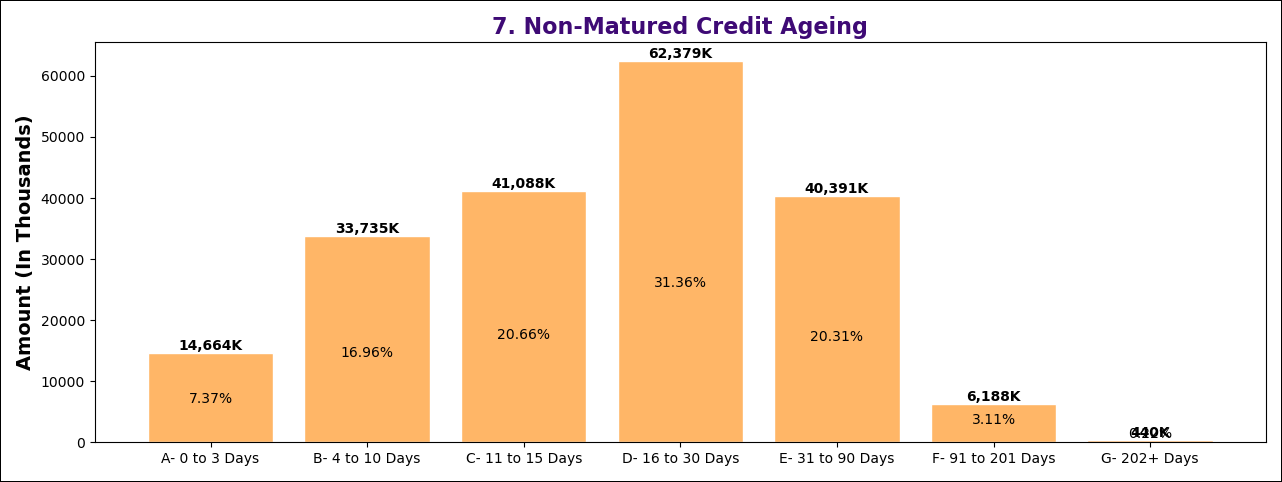 7. Non-Matured Credit Ageing
Amount (In Thousands)
60000
50000
40000
30000
20000
10000
0
14,664K
7.37%
33,735K
16.96%
41,088K
20.66%
62,379K
31.36%
40,391K
20.31%
6,188K
3.11%
440K
A- 0 to 3 Days
B- 4 to 10 Days
C- 11 to 15 Days
D- 16 to 30 Days
E- 31 to 90 Days
F- 91 to 201 Days
G- 202+ Days